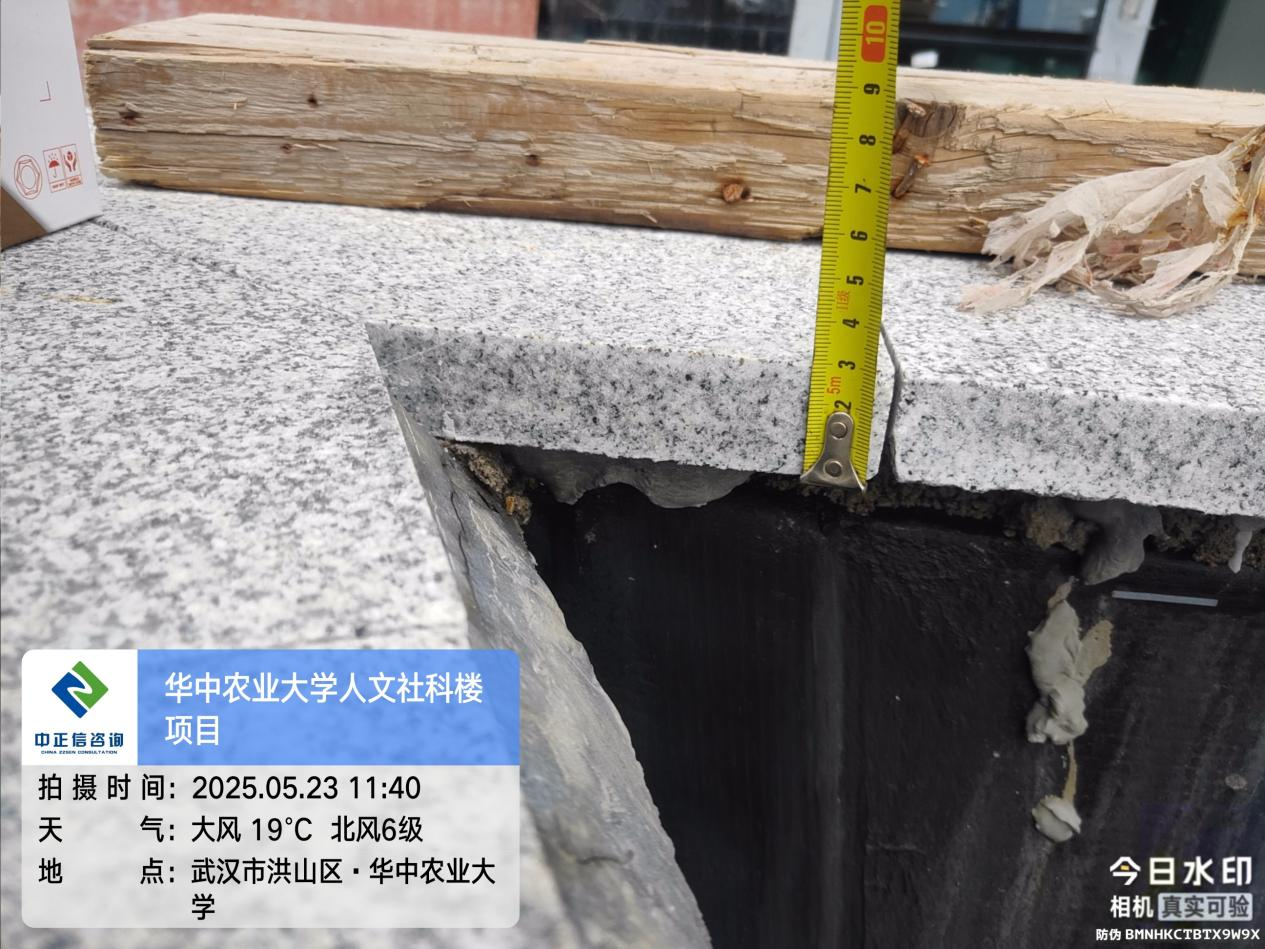 10
9
8
7
6
5
1级
4
3
5m
2
华中农业大学人文社科楼
项目
中正信咨询
CHINA ZZSEN CONSULTATION
拍摄时间：2025.05.23 11:40
天气：大风 19℃ 北风6级
地点：武汉市洪山区·华中农业大
学
今日水印
相机 真实可验
防伪 BMNHKCTBTX9W9X